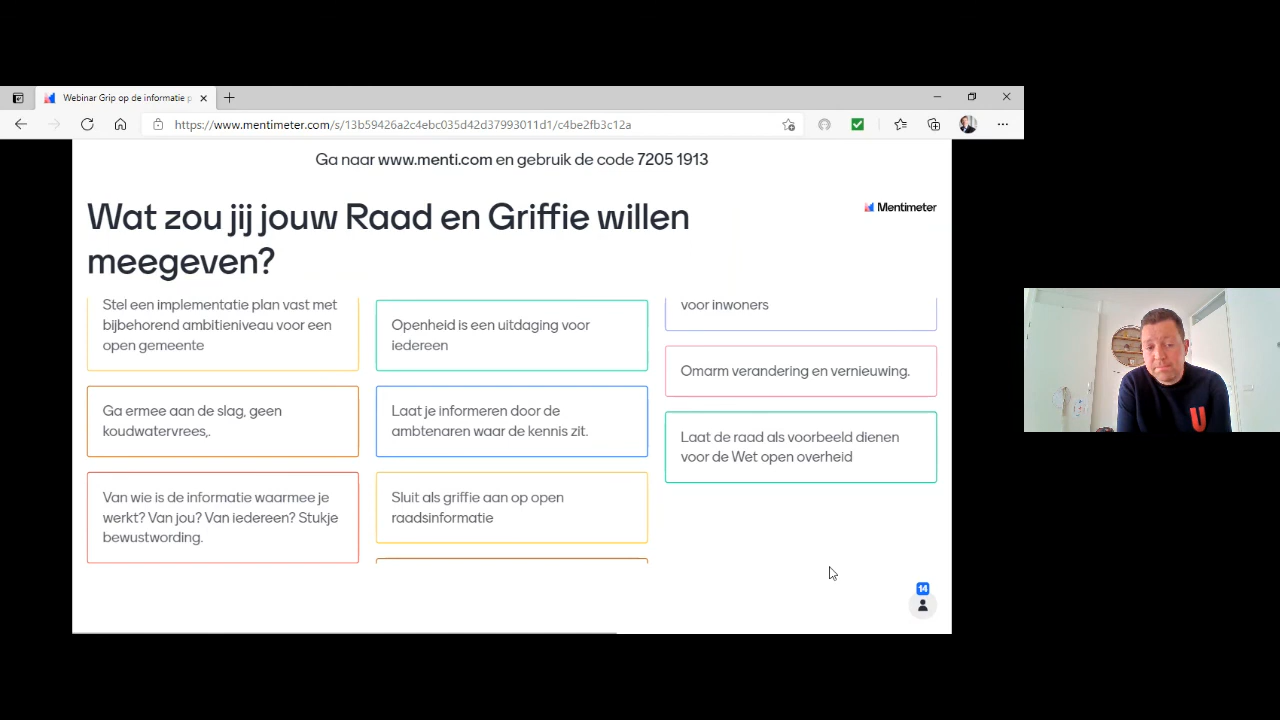 Webinar Grip op de informatie p
https://www.mentimeter.com/s/13b59426a2c4ebc035d42d37993011d1/c4be2fb3c12a
Ga naar www.menti.com en gebruik de code 7205 1913
Wat zou jij jouw Raad en Griffie willen
meegeven?
Mentimeter
Stel een implementatie plan vast met
bijbehorend ambitieniveau voor een
open gemeente
Ga ermee aan de slag, geen
koudwatervrees,.
Van wie is de informatie waarmee je
werkt? Van jou? Van iedereen? Stukje
bewustwording.
Openheid is een uitdaging voor
iedereen
Laat je informeren door de
ambtenaren waar de kennis zit.
Sluit als griffie aan op open
raadsinformatie
voor inwoners
Omarm verandering en vernieuwing.
Laat de raad als voorbeeld dienen
voor de Wet open overheid
14
U